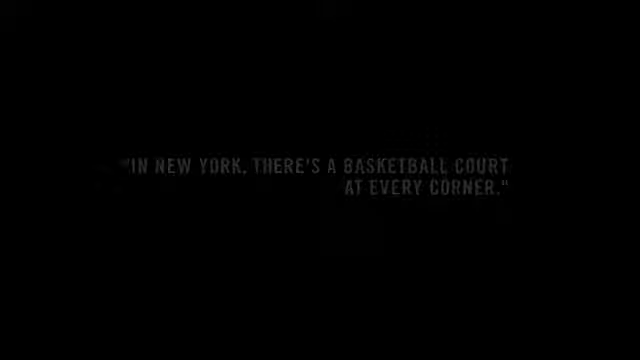 "IN NEW YORK, THERE'S A BASKETBALL COURT
AT EVERY CORNER."